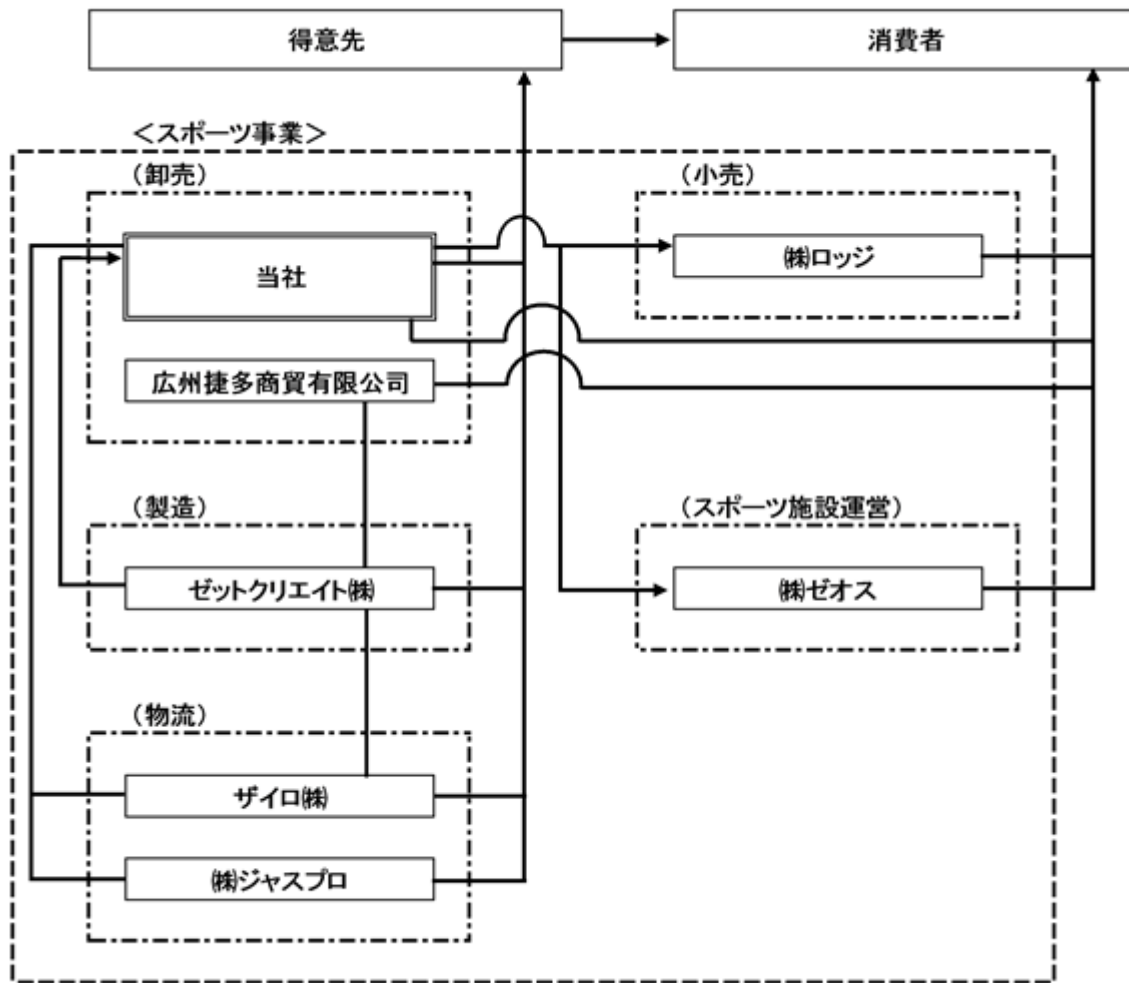 得意先
消費者
＜スポーツ事業＞
（卸売）
（小売）
当社
㈱ロッジ
広州捷多商貿有限公司
（製造）
（スポーツ施設運営）
ゼットクリエイト㈱
㈱ゼオス
（物流）
ザイロ㈱
㈱ジャスプロ